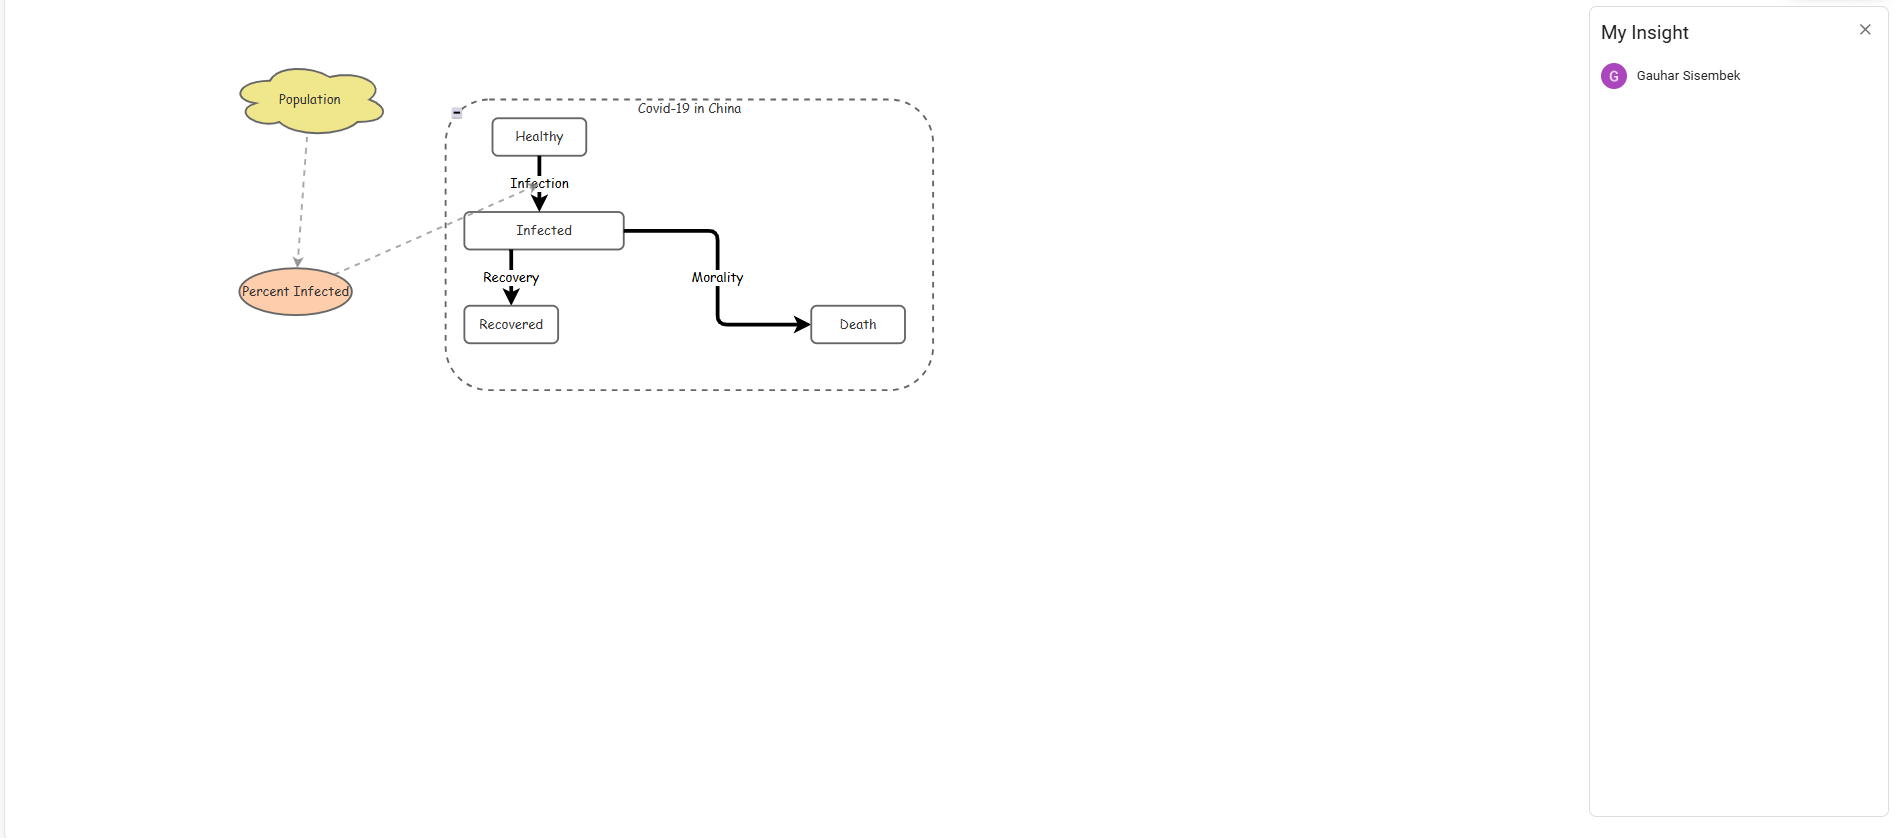 My Insight
G
Gauhar Sisembek
Population
Covid-19 in China
Healthy
Infection
Infected
Recovery
Morality
Percent Infected
Recovered
Death